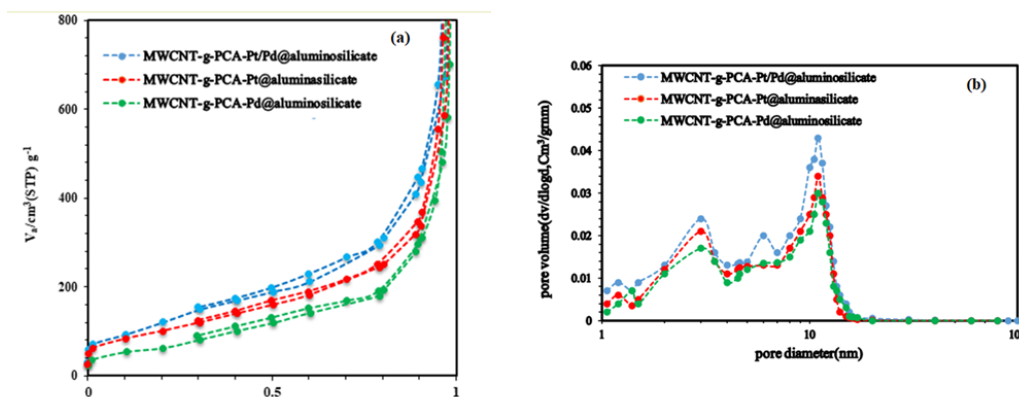 (a)
MWCNT-g-PCA-Pt/Pd@aluminosilicate
MWCNT-g-PCA-Pt@aluminasilicate
MWCNT-g-PCA-Pd@aluminosilicate
Va/cm³(STP) g⁻¹
800
600
400
200
0
0
0.5
1
(b)
MWCNT-g-PCA-Pt/Pd@aluminosilicate
MWCNT-g-PCA-Pt@aluminasilicate
MWCNT-g-PCA-Pd@aluminosilicate
pore volume(dv/dlogd,Cm³/grnm)
0.06
0.05
0.04
0.03
0.02
0.01
0
1
10
10
pore diameter(nm)